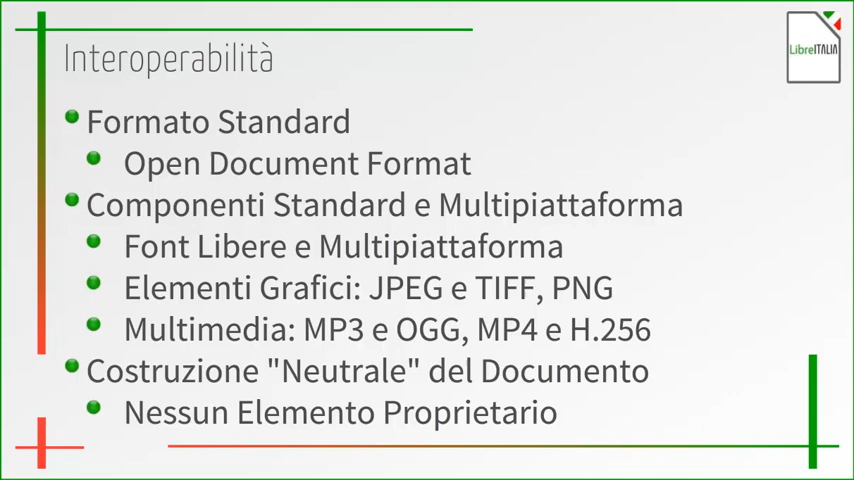 Interoperabilità
LibreITALIA
Formato Standard
Open Document Format
Componenti Standard e Multipiattaforma
Font Libere e Multipiattaforma
Elementi Grafici: JPEG e TIFF, PNG
Multimedia: MP3 e OGG, MP4 e H.256
Costruzione "Neutrale" del Documento
Nessun Elemento Proprietario